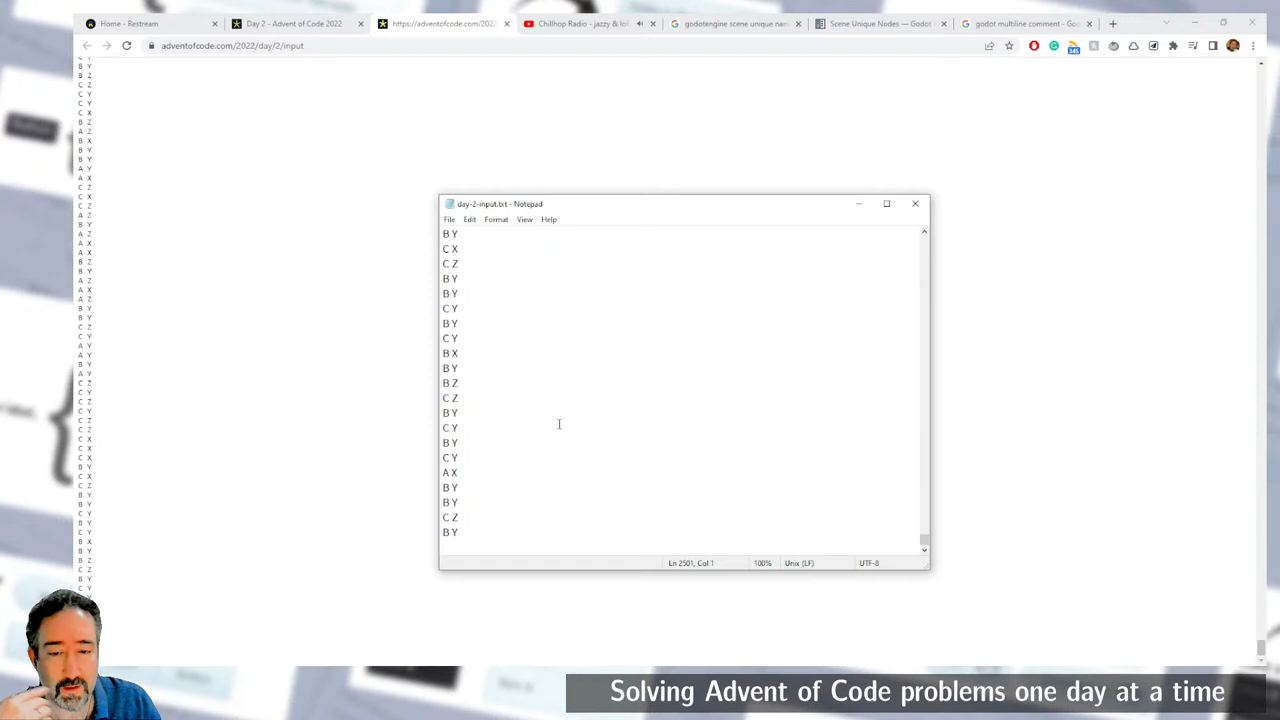 Home - Restream
Day 2 - Advent of Code 2022
https://adventofcode.com/202
Chillhop Radio - jazzy & lof
godotengine scene unique nam
Scene Unique Nodes — Godot
godot multiline comment - Goo
adventofcode.com/2022/day/2/input
345
B Y
B Z
C Z
C Y
C Y
C X
B Z
A Z
B X
B Y
B Y
A Y
A X
C Z
C X
C Z
A Z
B Y
A Z
A X
A X
B Z
B Y
A Z
A X
A Z
B Y
B Y
C Z
C Y
A Y
A Y
B Y
A Y
C Z
C Y
C Z
C Y
C Z
C Z
C X
C X
C X
B Y
C X
C Z
B Y
B Y
C Y
B Y
C Y
B X
B Y
B Z
C Z
B Y
C Y
day-2-input.txt - Notepad
File Edit Format View Help
B Y
C X
C Z
B Y
B Y
C Y
B Y
C Y
B X
B Y
B Z
C Z
B Y
C Y
B Y
C Y
A X
B Y
B Y
C Z
B Y
Ln 2501, Col 1 100% Unix (LF) UTF-8
Solving Advent of Code problems one day at a time